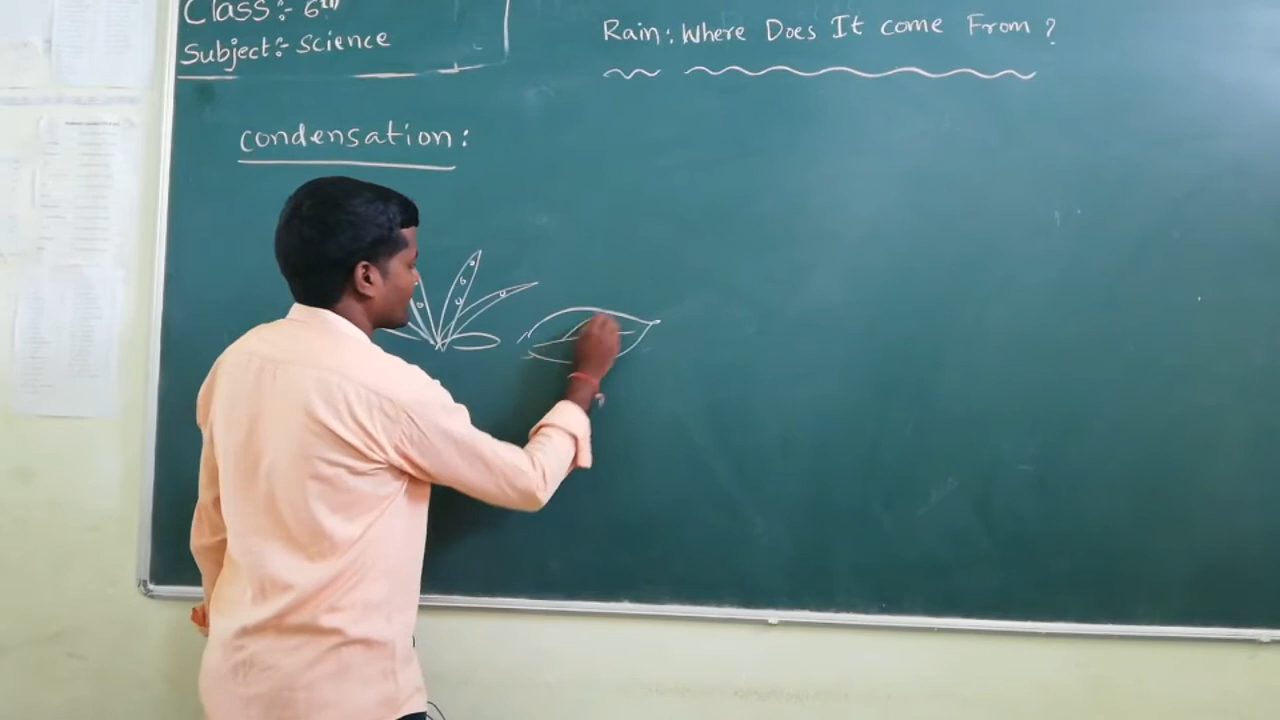 Class:- 6th
Subject:- Science
Rain: Where Does It come From ?
condensation: